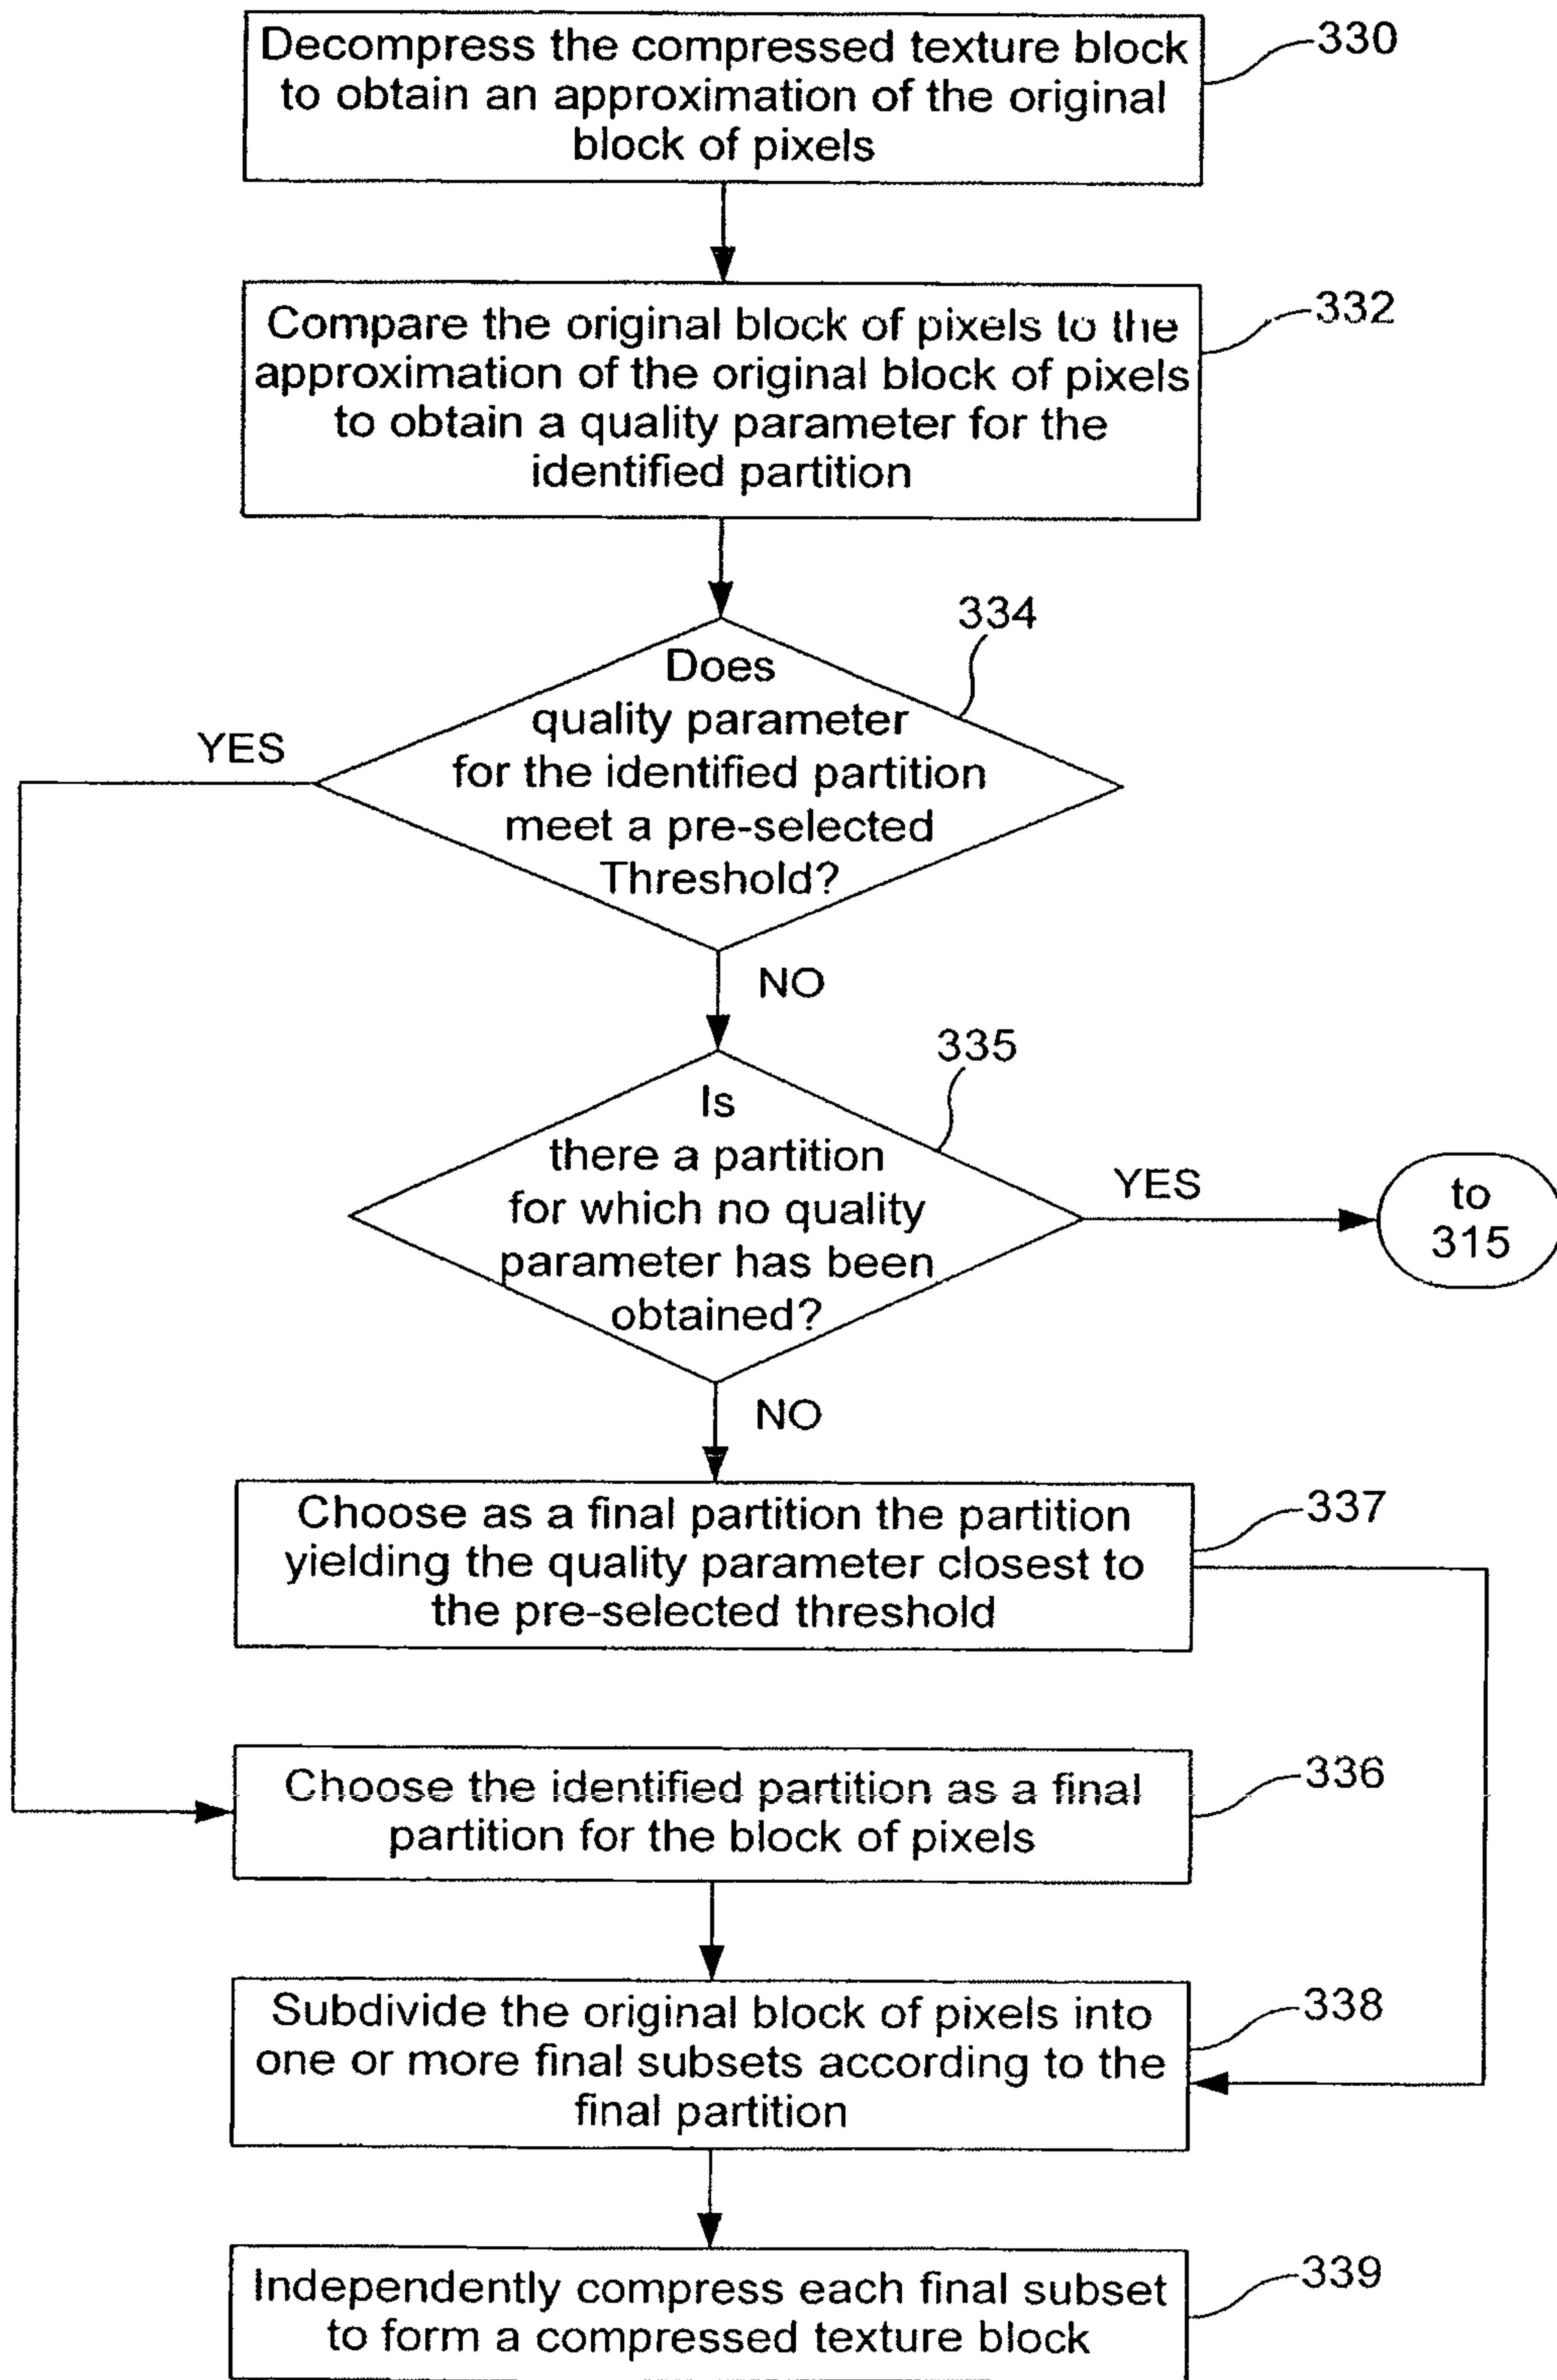 Decompress the compressed texture block
to obtain an approximation of the original
block of pixels
330
Compare the original block of pixels to the
approximation of the original block of pixels
to obtain a quality parameter for the
identified partition
332
334
Does
quality parameter
for the identified partition
meet a pre-selected
Threshold?
YES
NO
335
Is
there a partition
for which no quality
parameter has been
obtained?
YES
to
315
NO
Choose as a final partition the partition
yielding the quality parameter closest to
the pre-selected threshold
337
Choose the identified partition as a final
partition for the block of pixels
336
Subdivide the original block of pixels into
one or more final subsets according to the
final partition
338
Independently compress each final subset
to form a compressed texture block
339